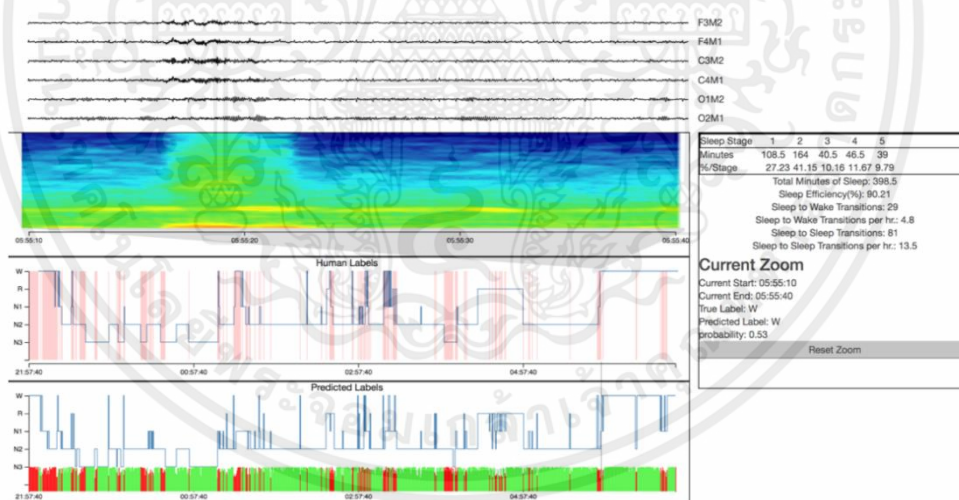 F3M2
F4M1
C3M2
C4M1
O1M2
O2M1
05:55:10 05:55:20 05:55:30 05:55:40
Sleep Stage 1 2 3 4 5
Minutes 108.5 164 40.5 46.5 39
%/Stage 27.23 41.15 10.16 11.67 9.79
Total Minutes of Sleep: 398.5
Sleep Efficiency(%): 90.21
Sleep to Wake Transitions: 29
Sleep to Wake Transitions per hr.: 4.8
Sleep to Sleep Transitions: 81
Sleep to Sleep Transitions per hr.: 13.5
Current Zoom
Current Start: 05:55:10
Current End: 05:55:40
True Label: W
Predicted Label: W
probability: 0.53
Reset Zoom
Human Labels
W
R
N1
N2
N3
21:57:40 00:57:40 02:57:40 04:57:40
Predicted Labels
W
R
N1
N2
N3
21:57:40 00:57:40 02:57:40 04:57:40